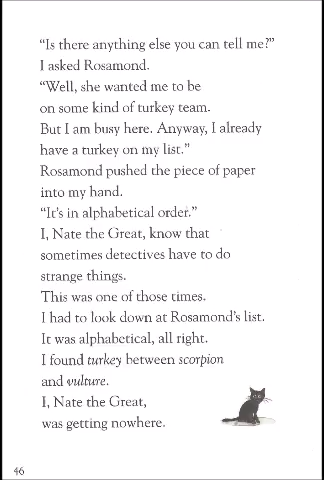 “Is there anything else you can tell me?”
I asked Rosamond.
“Well, she wanted me to be
on some kind of turkey team.
But I am busy here. Anyway, I already
have a turkey on my list.”
Rosamond pushed the piece of paper
into my hand.
“It’s in alphabetical order.”
I, Nate the Great, know that
sometimes detectives have to do
strange things.
This was one of those times.
I had to look down at Rosamond’s list.
It was alphabetical, all right.
I found turkey between scorpion
and vulture.
I, Nate the Great,
was getting nowhere.
46